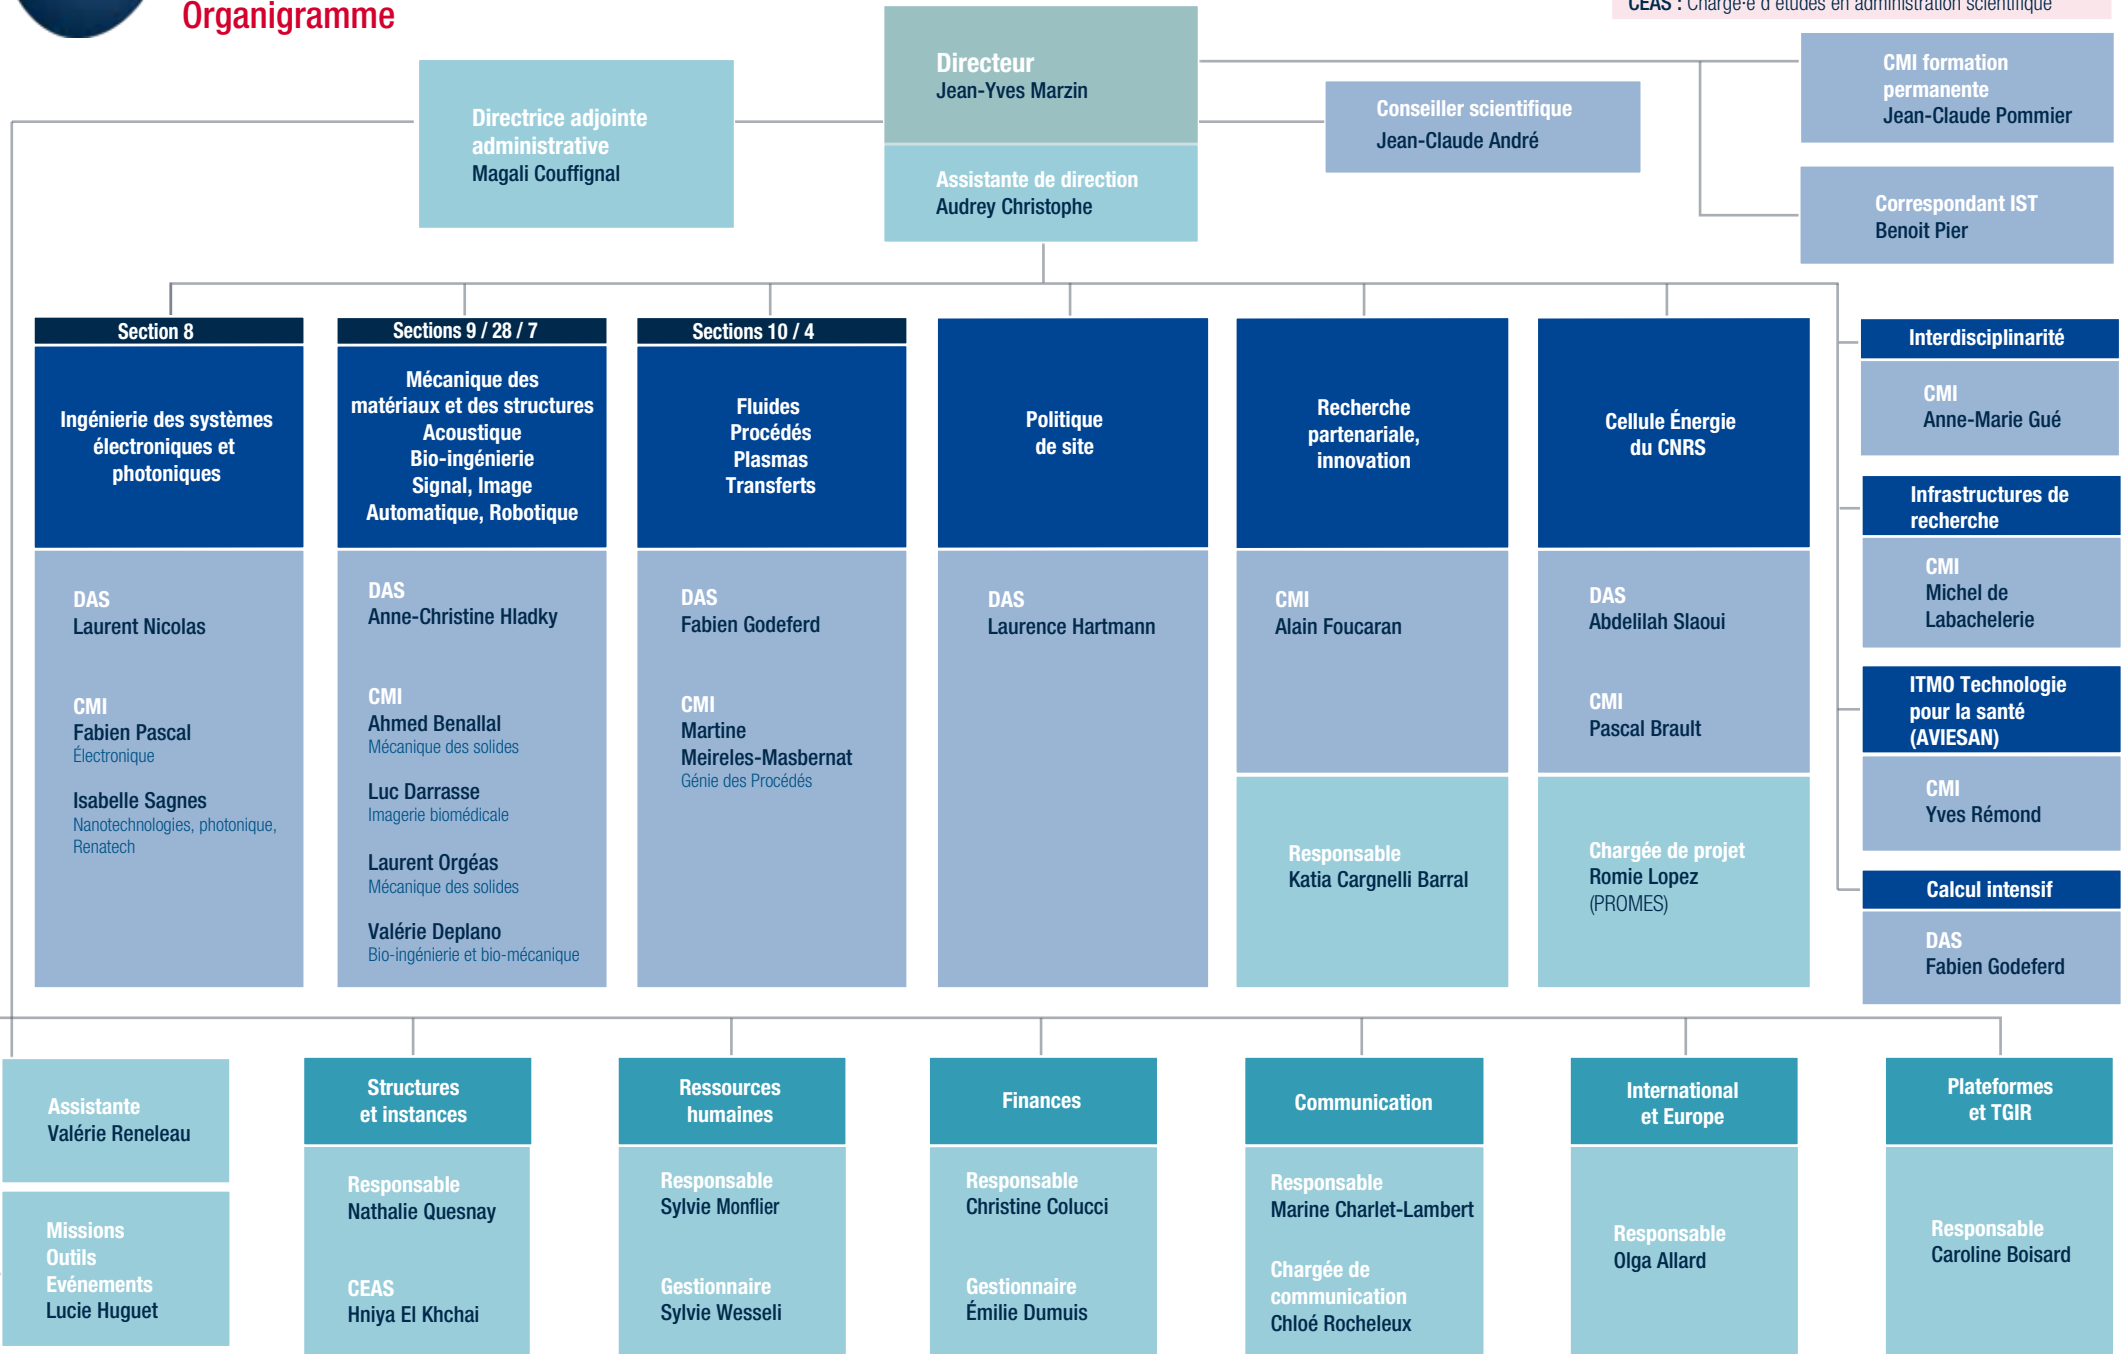 Organigramme
CEAS : Chargé·e d'études en administration scientifique
Directeur
Jean-Yves Marzin
Assistante de direction
Audrey Christophe
Directrice adjointe
administrative
Magali Couffignal
Conseiller scientifique
Jean-Claude André
CMI formation
permanente
Jean-Claude Pommier
Correspondant IST
Benoit Pier
Section 8
Ingénierie des systèmes
électroniques et
photoniques
DAS
Laurent Nicolas
CMI
Fabien Pascal
Électronique
Isabelle Sagnes
Nanotechnologies, photonique,
Renatech
Sections 9 / 28 / 7
Mécanique des
matériaux et des structures
Acoustique
Bio-ingénierie
Signal, Image
Automatique, Robotique
DAS
Anne-Christine Hladky
CMI
Ahmed Benallal
Mécanique des solides
Luc Darrasse
Imagerie biomédicale
Laurent Orgéas
Mécanique des solides
Valérie Deplano
Bio-ingénierie et bio-mécanique
Sections 10 / 4
Fluides
Procédés
Plasmas
Transferts
DAS
Fabien Godeferd
CMI
Martine
Meireles-Masbernat
Génie des Procédés
Politique
de site
DAS
Laurence Hartmann
Recherche
partenariale,
innovation
CMI
Alain Foucaran
Responsable
Katia Cargnelli Barral
Cellule Énergie
du CNRS
DAS
Abdelilah Slaoui
CMI
Pascal Brault
Chargée de projet
Romie Lopez
(PROMES)
Interdisciplinarité
CMI
Anne-Marie Gué
Infrastructures de
recherche
CMI
Michel de
Labachelerie
ITMO Technologie
pour la santé
(AVIESAN)
CMI
Yves Rémond
Calcul intensif
DAS
Fabien Godeferd
Assistante
Valérie Reneleau
Missions
Outils
Evénements
Lucie Huguet
Structures
et instances
Responsable
Nathalie Quesnay
CEAS
Hniya El Khchai
Ressources
humaines
Responsable
Sylvie Monflier
Gestionnaire
Sylvie Wesseli
Finances
Responsable
Christine Colucci
Gestionnaire
Émilie Dumuis
Communication
Responsable
Marine Charlet-Lambert
Chargée de
communication
Chloé Rocheleux
International
et Europe
Responsable
Olga Allard
Plateformes
et TGIR
Responsable
Caroline Boisard